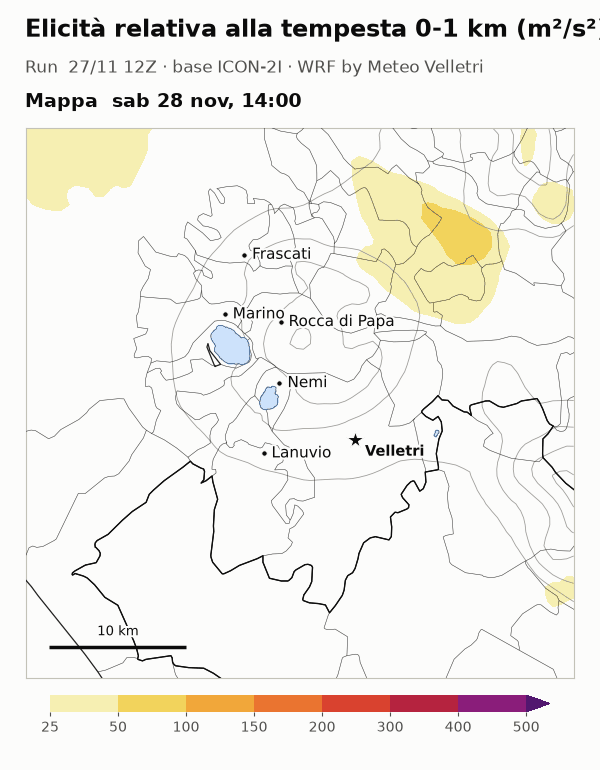 Elicità relativa alla tempesta 0-1 km (m²/s²)
Run  27/11 12Z · base ICON-2I · WRF by Meteo Velletri
Mappa  sab 28 nov, 14:00
Frascati
Marino
Rocca di Papa
Nemi
Velletri
Lanuvio
10 km
25 50 100 150 200 300 400 500